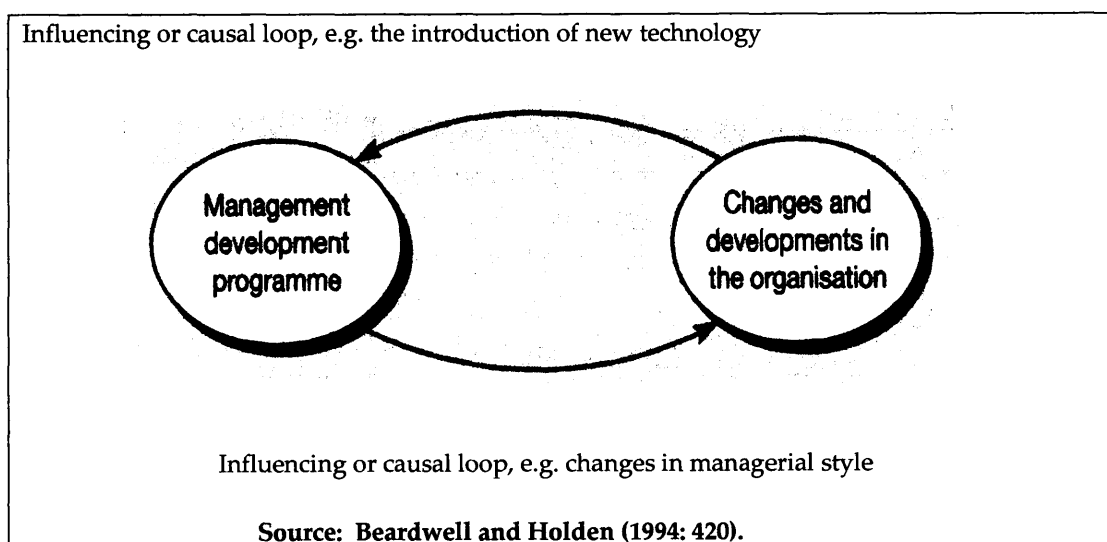 Influencing or causal loop, e.g. the introduction of new technology
Management
development
programme
Changes and
developments in
the organisation
Influencing or causal loop, e.g. changes in managerial style
Source: Beardwell and Holden (1994: 420).